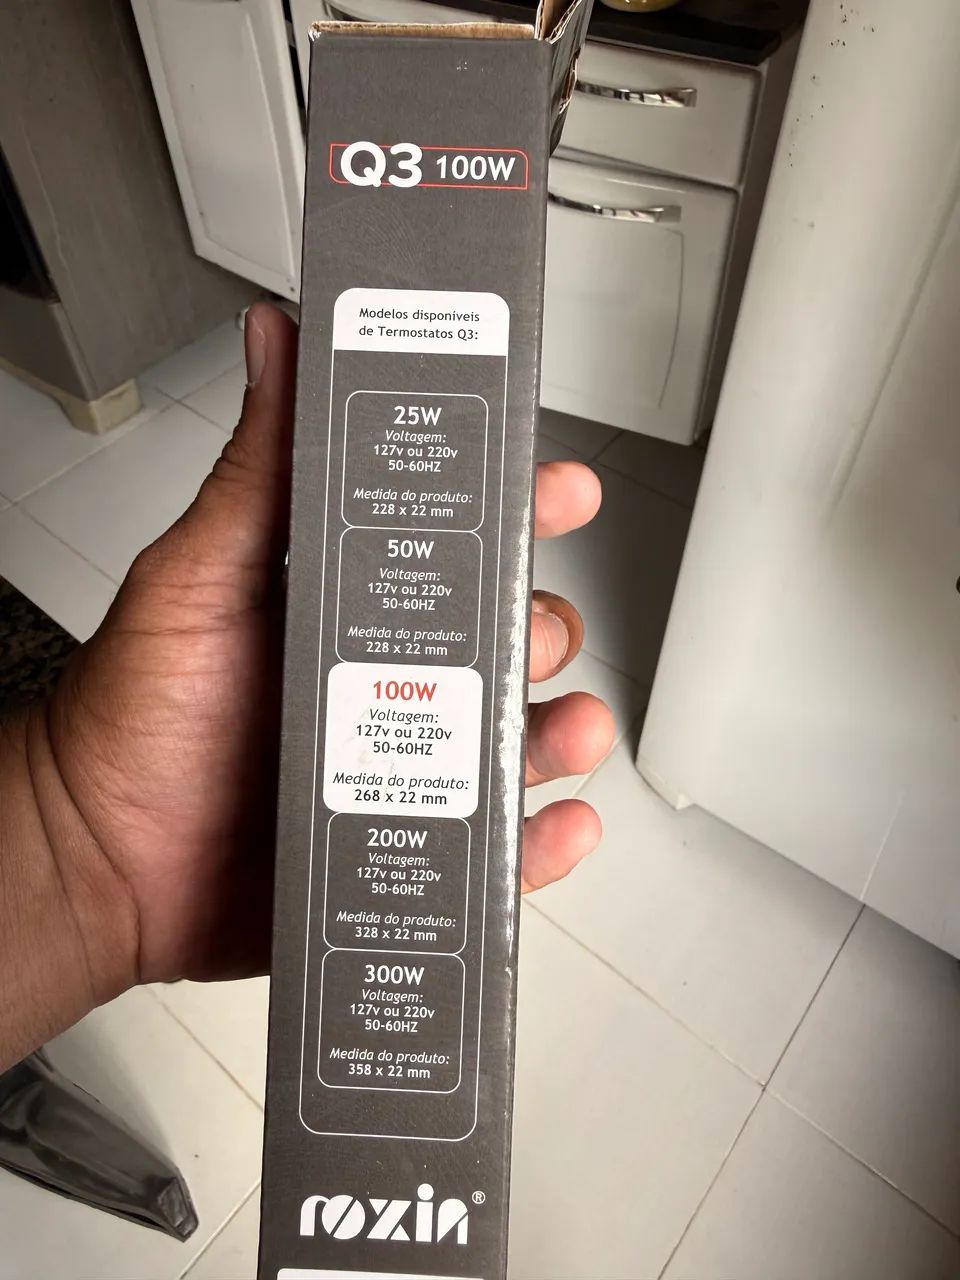 Q3 100W
Modelos disponíveis
de Termostatos Q3:
25W
Voltagem:
127v ou 220v
50-60HZ
Medida do produto:
228 x 22 mm
50W
Voltagem:
127v ou 220v
50-60HZ
Medida do produto:
228 x 22 mm
100W
Voltagem:
127v ou 220v
50-60HZ
Medida do produto:
268 x 22 mm
200W
Voltagem:
127v ou 220v
50-60HZ
Medida do produto:
328 x 22 mm
300W
Voltagem:
127v ou 220v
50-60HZ
Medida do produto:
358 x 22 mm
roxin®